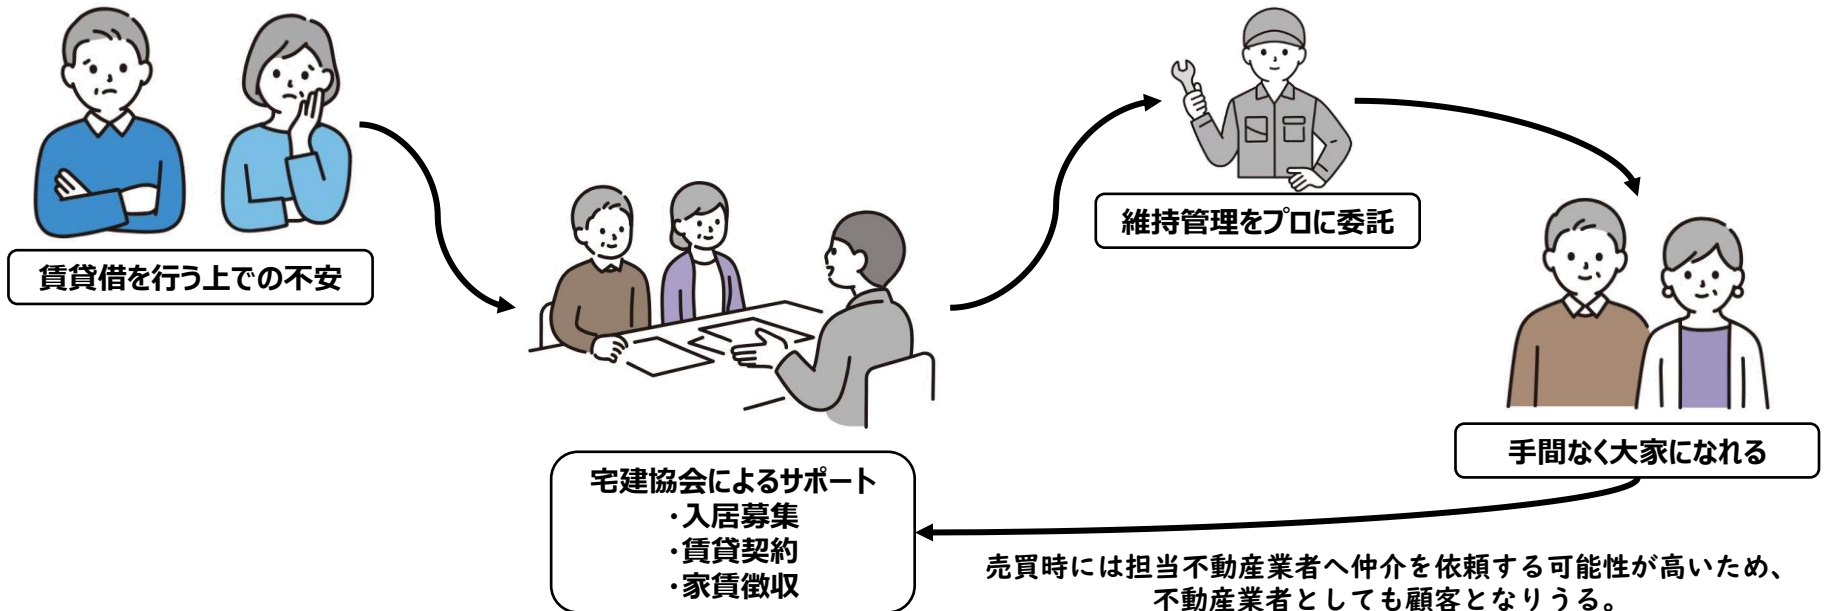 賃貸借を行う上での不安
維持管理をプロに委託
手間なく大家になれる
宅建協会によるサポート
・入居募集
・賃貸契約
・家賃徴収
売買時には担当不動産業者へ仲介を依頼する可能性が高いため、
不動産業者としても顧客となりうる。